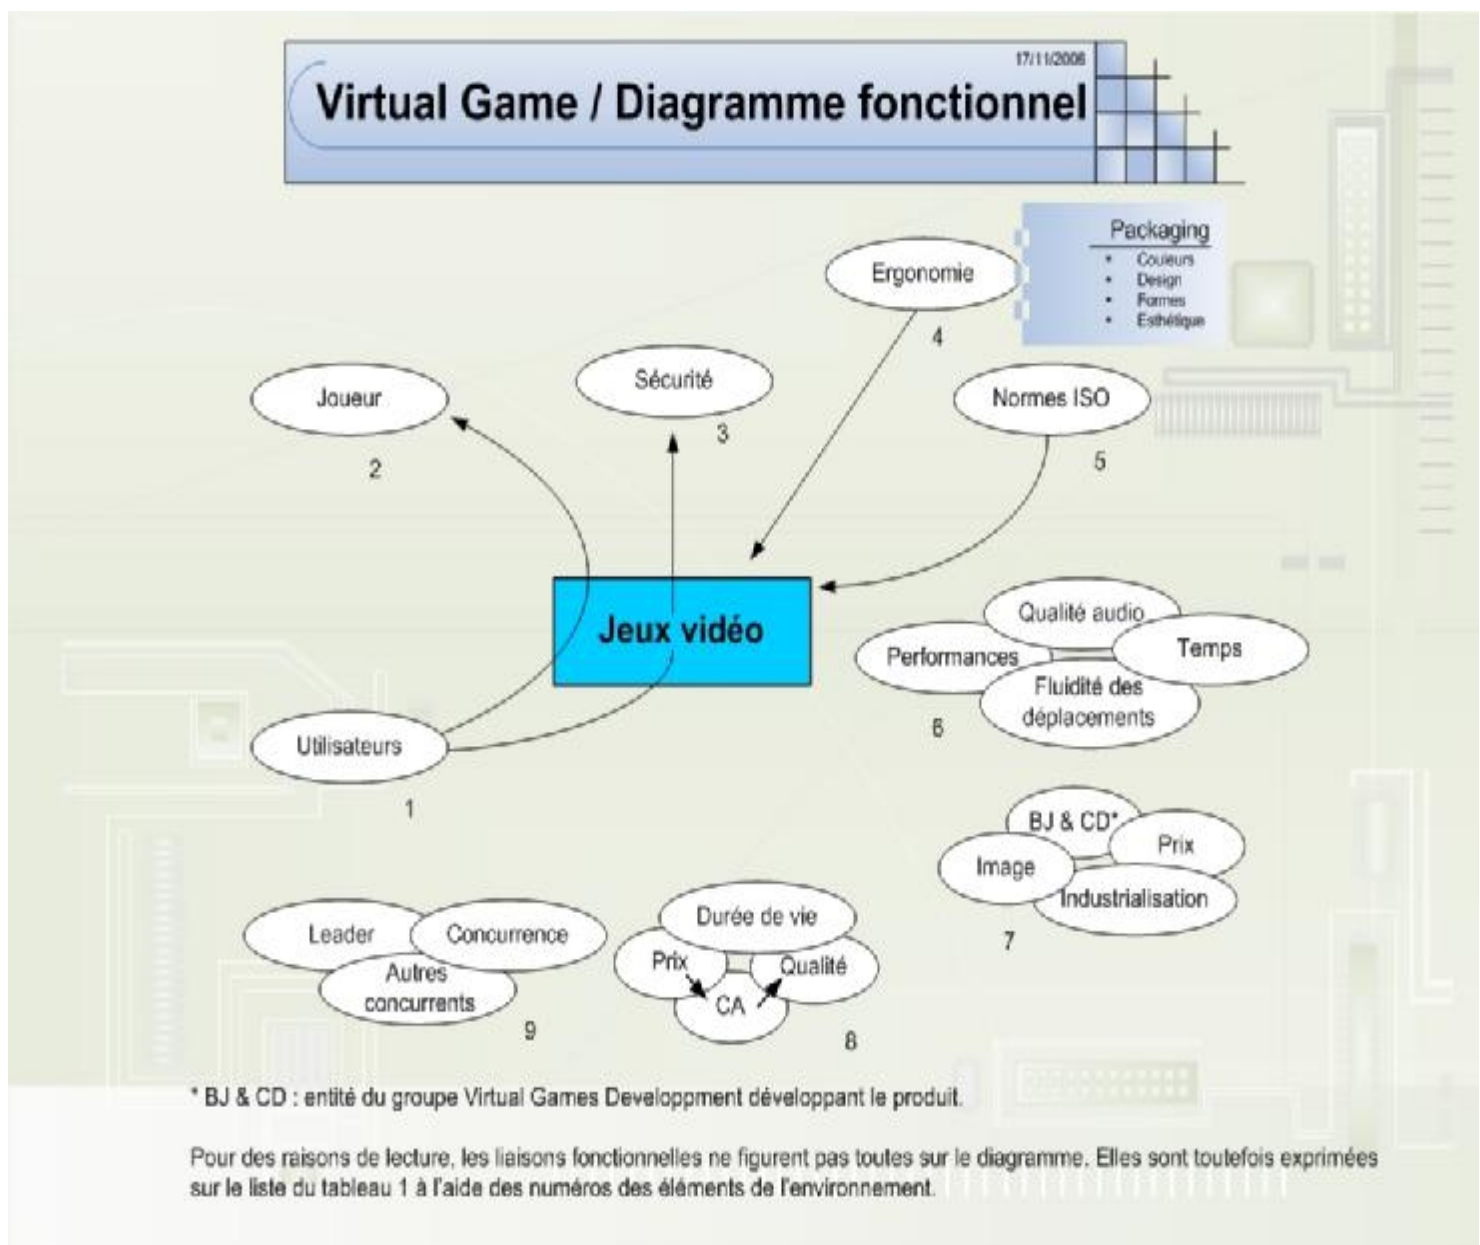 17/11/2006
Virtual Game / Diagramme fonctionnel
Packaging
• Couleurs
• Design
• Formes
• Esthétique
Ergonomie
4
Sécurité
3
Joueur
2
Normes ISO
5
Jeux vidéo
Qualité audio
Performances
Temps
Fluidité des
déplacements
6
Utilisateurs
1
BJ & CD*
Prix
Image
Industrialisation
7
Leader
Concurrence
Autres
concurrents
9
Durée de vie
Prix
Qualité
CA
8
* BJ & CD : entité du groupe Virtual Games Developpment développant le produit.
Pour des raisons de lecture, les liaisons fonctionnelles ne figurent pas toutes sur le diagramme. Elles sont toutefois exprimées
sur le liste du tableau 1 à l'aide des numéros des éléments de l'environnement.